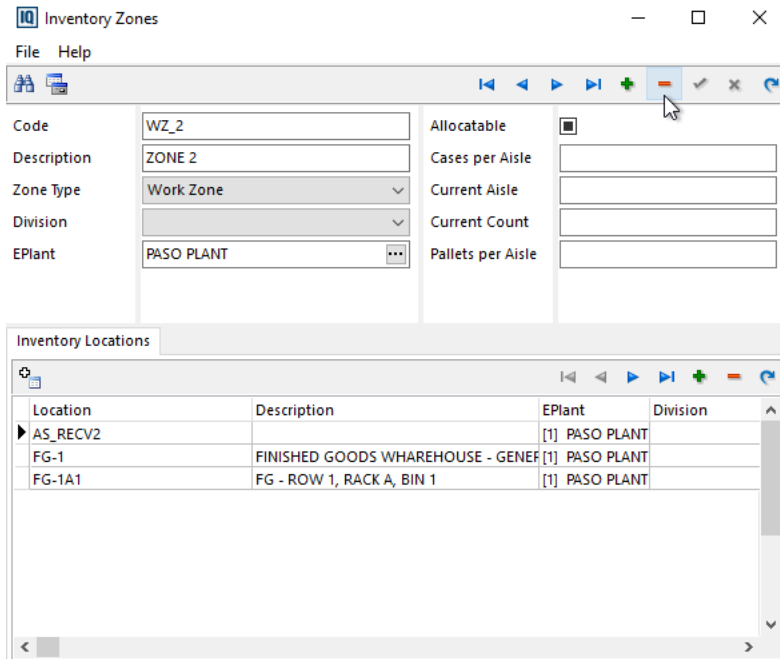 IQ Inventory Zones
File Help
Code WZ_2 Allocatable
Description ZONE 2 Cases per Aisle
Zone Type Work Zone Current Aisle
Division Current Count
EPlant PASO PLANT ... Pallets per Aisle
Inventory Locations
Location Description EPlant Division
AS_RECV2 [1] PASO PLANT
FG-1 FINISHED GOODS WHAREHOUSE - GENER [1] PASO PLANT
FG-1A1 FG - ROW 1, RACK A, BIN 1 [1] PASO PLANT